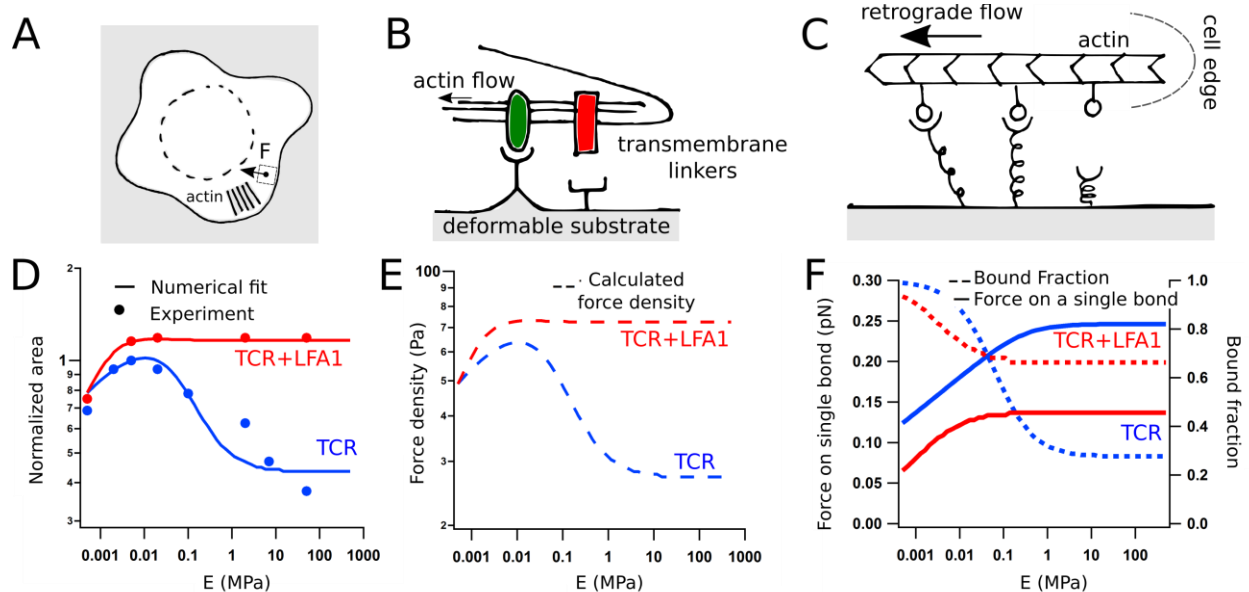 A
F
actin
B
actin flow
transmembrane
linkers
deformable substrate
C
retrograde flow
actin
cell edge
D
2
1
9
8
7
6
5
4
3
Normalized area
Numerical fit
Experiment
TCR+LFA1
TCR
0.001 0.01 0.1 1 10 100 1000
E (MPa)
E
100
9
8
7
6
5
4
3
2
Force density (Pa)
Calculated
force density
TCR+LFA1
TCR
0.001 0.01 0.1 1 10 100 1000
E (MPa)
F
0.30
0.25
0.20
0.15
0.10
0.05
0.00
Force on single bond (pN)
Bound Fraction
Force on a single bond
TCR+LFA1
TCR
1.0
0.8
0.6
0.4
0.2
0.0
Bound fraction
0.001 0.01 0.1 1 10 100
E (MPa)